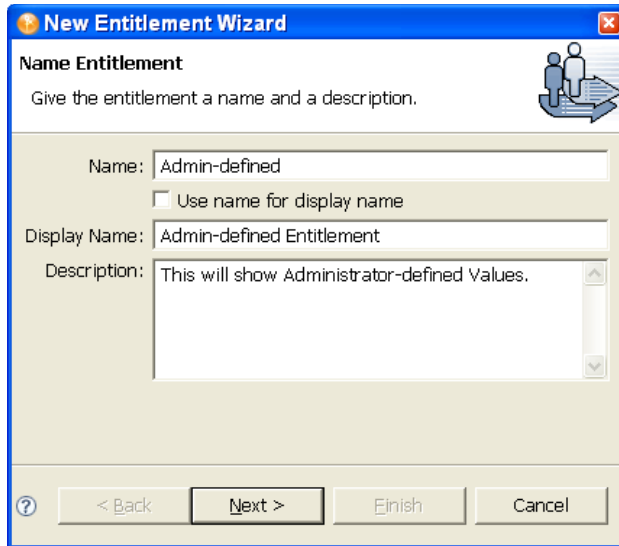 New Entitlement Wizard
Name Entitlement
Give the entitlement a name and a description.
Name: Admin-defined
Use name for display name
Display Name: Admin-defined Entitlement
Description: This will show Administrator-defined Values.
? < Back Next > Finish Cancel